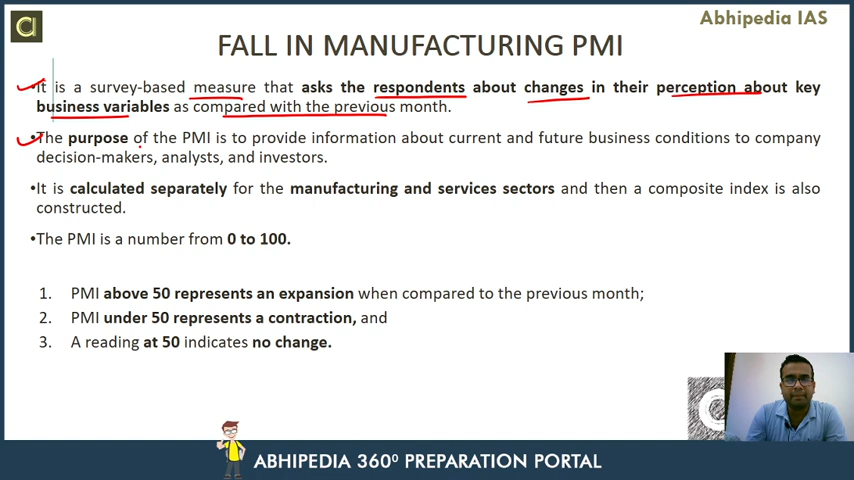 Abhipedia IAS
FALL IN MANUFACTURING PMI
•It is a survey-based measure that asks the respondents about changes in their perception about key
business variables as compared with the previous month.
•The purpose of the PMI is to provide information about current and future business conditions to company
decision-makers, analysts, and investors.
•It is calculated separately for the manufacturing and services sectors and then a composite index is also
constructed.
•The PMI is a number from 0 to 100.
1. PMI above 50 represents an expansion when compared to the previous month;
2. PMI under 50 represents a contraction, and
3. A reading at 50 indicates no change.
ABHIPEDIA 360⁰ PREPARATION PORTAL